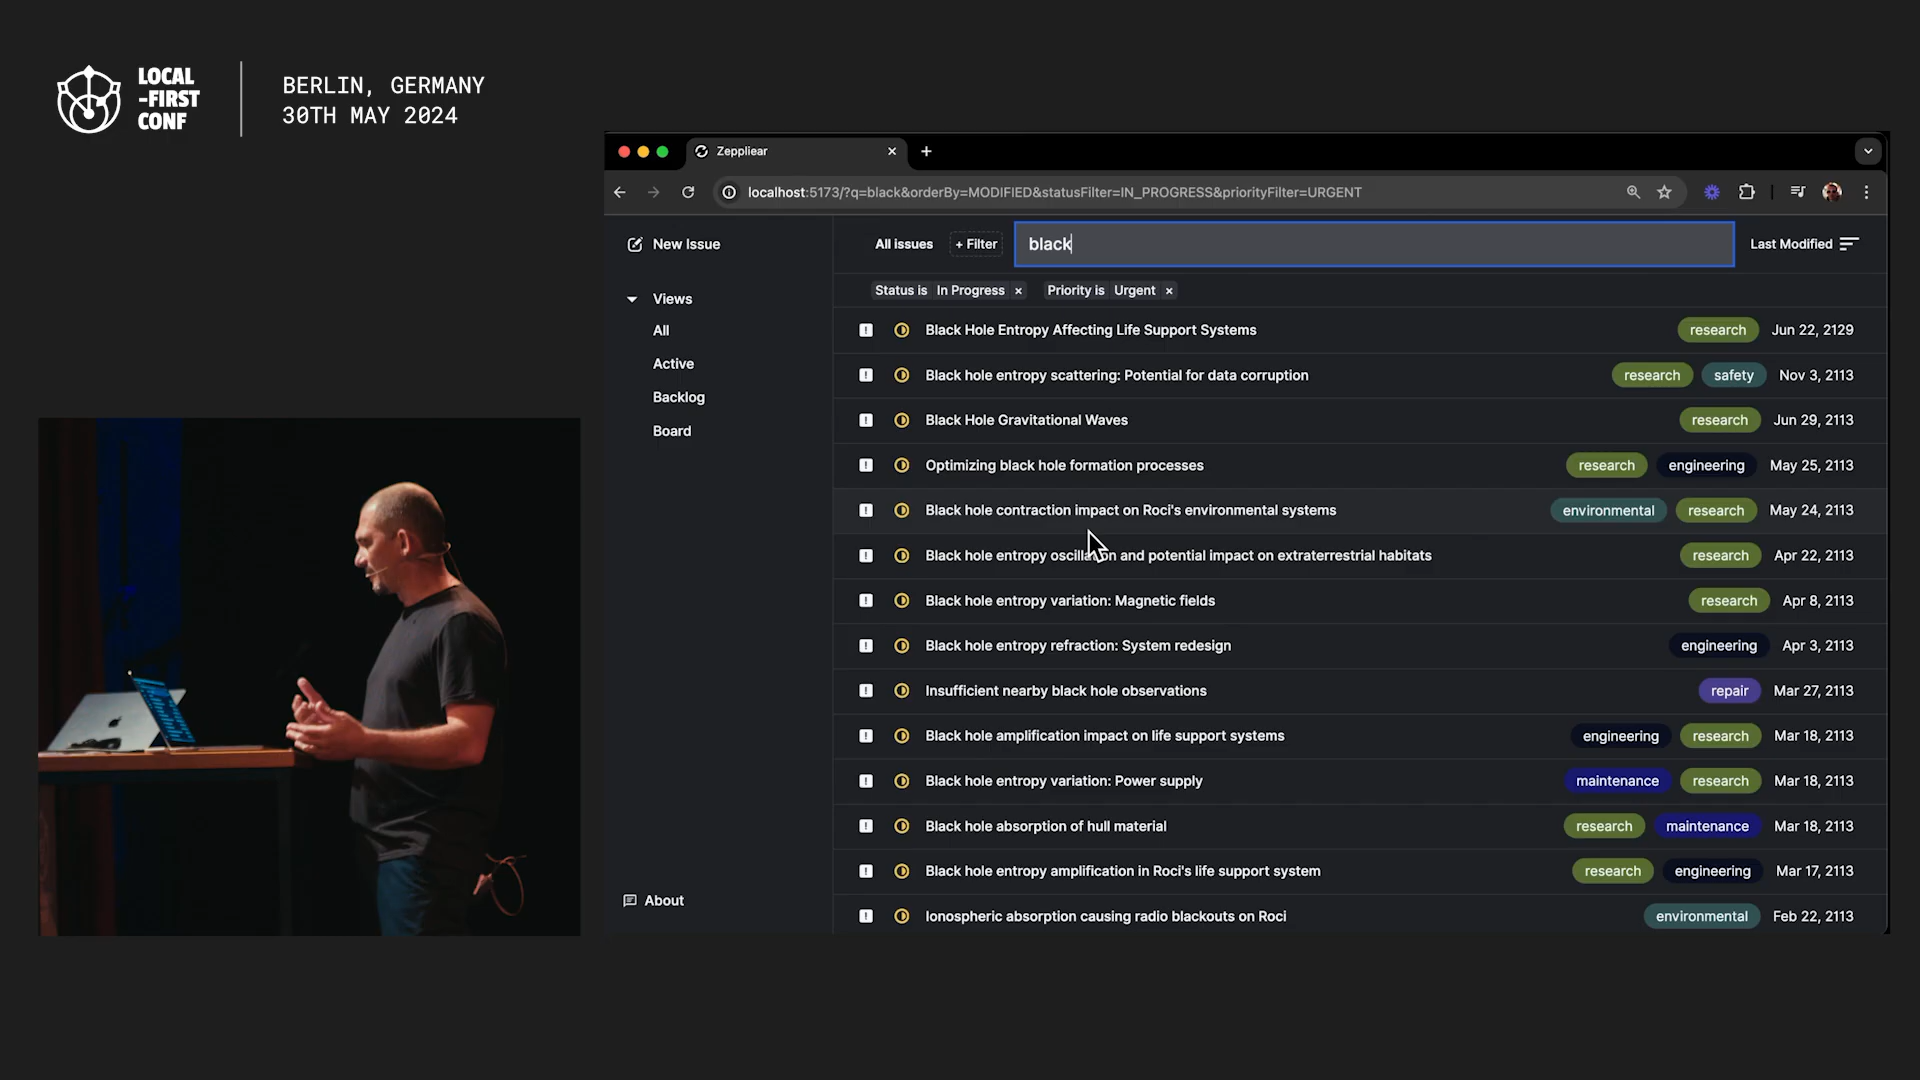 LOCAL
-FIRST
CONF
BERLIN, GERMANY
30TH MAY 2024
Zeppliear
localhost:5173/?q=black&orderBy=MODIFIED&statusFilter=IN_PROGRESS&priorityFilter=URGENT
New Issue
Views
All
Active
Backlog
Board
About
All issues + Filter black Last Modified
Status is In Progress × Priority is Urgent ×
Black Hole Entropy Affecting Life Support Systems research Jun 22, 2129
Black hole entropy scattering: Potential for data corruption research safety Nov 3, 2113
Black Hole Gravitational Waves research Jun 29, 2113
Optimizing black hole formation processes research engineering May 25, 2113
Black hole contraction impact on Roci's environmental systems environmental research May 24, 2113
Black hole entropy oscillation and potential impact on extraterrestrial habitats research Apr 22, 2113
Black hole entropy variation: Magnetic fields research Apr 8, 2113
Black hole entropy refraction: System redesign engineering Apr 3, 2113
Insufficient nearby black hole observations repair Mar 27, 2113
Black hole amplification impact on life support systems engineering research Mar 18, 2113
Black hole entropy variation: Power supply maintenance research Mar 18, 2113
Black hole absorption of hull material research maintenance Mar 18, 2113
Black hole entropy amplification in Roci's life support system research engineering Mar 17, 2113
Ionospheric absorption causing radio blackouts on Roci environmental Feb 22, 2113